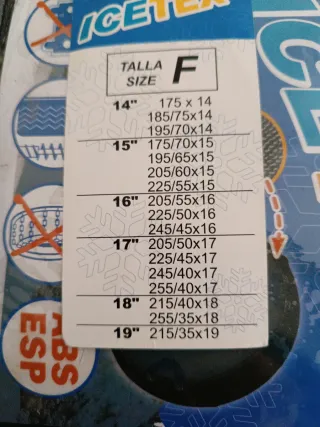 ICETEX
TALLA
SIZE F
14" 175 x 14
185/75x14
195/70x14
15" 175/70x15
195/65x15
205/60x15
225/55x15
16" 205/55x16
225/50x16
245/45x16
17" 205/50x17
225/45x17
245/40x17
255/40x17
18" 215/40x18
255/35x18
19" 215/35x19
ABS
ESP